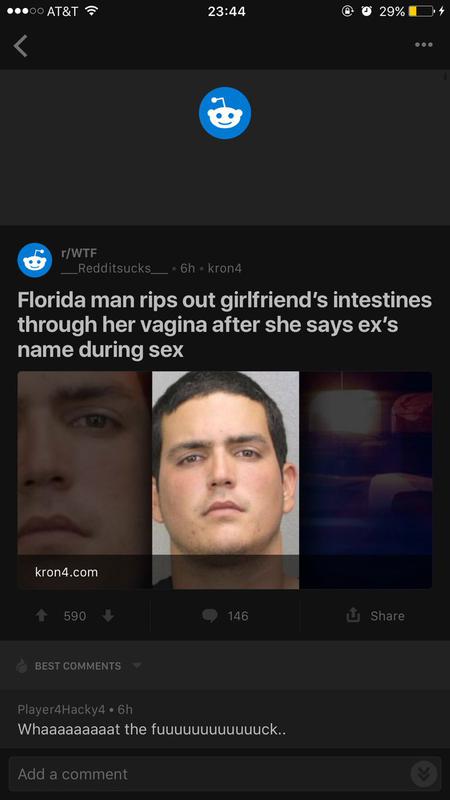 AT&T 23:44 29%
r/WTF
___Redditsucks___ • 6h • kron4
Florida man rips out girlfriend's intestines
through her vagina after she says ex's
name during sex
kron4.com
590 146 Share
BEST COMMENTS
Player4Hacky4 • 6h
Whaaaaaaaaat the fuuuuuuuuuuuuck..
Add a comment